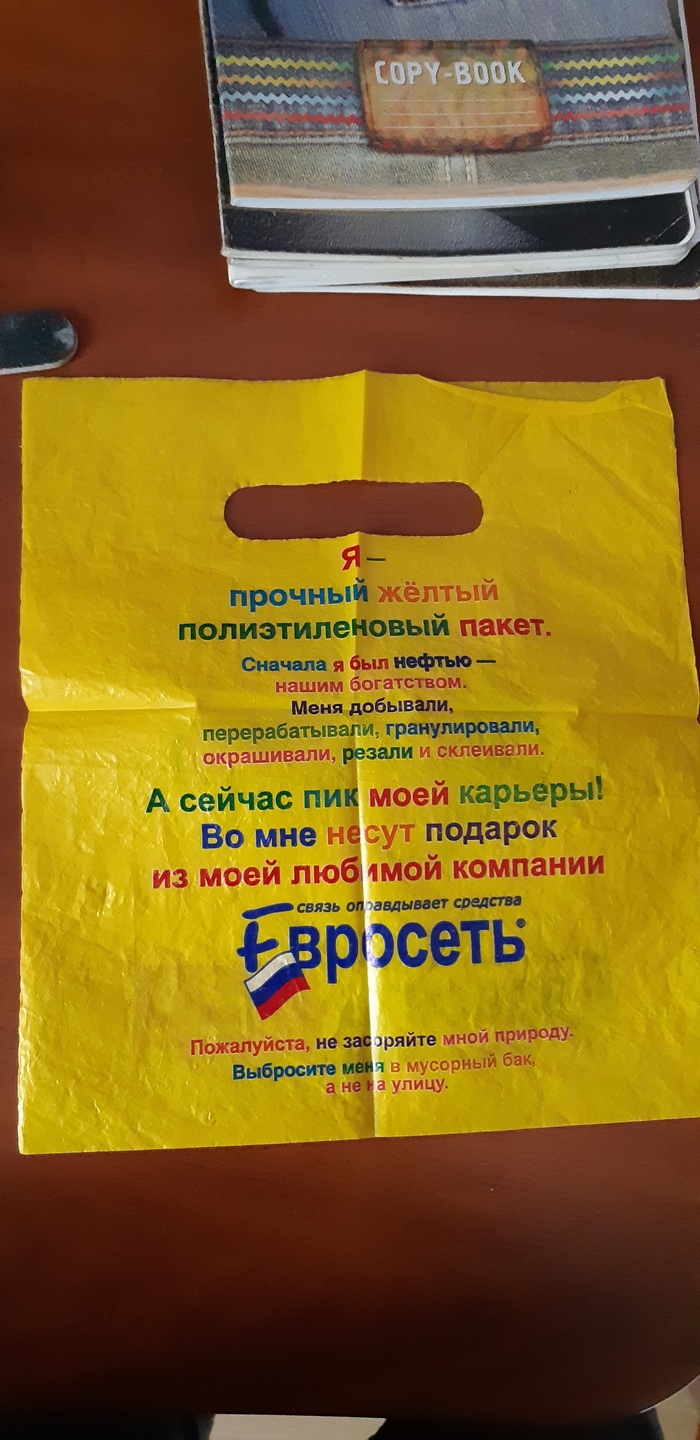 COPY-BOOK
Я —
прочный жёлтый
полиэтиленовый пакет.
Сначала я был нефтью —
нашим богатством.
Меня добывали,
перерабатывали, гранулировали,
окрашивали, резали и склеивали.
А сейчас пик моей карьеры!
Во мне несут подарок
из моей любимой компании
связь оправдывает средства
Евросеть®
Пожалуйста, не засоряйте мной природу.
Выбросите меня в мусорный бак,
а не на улицу.